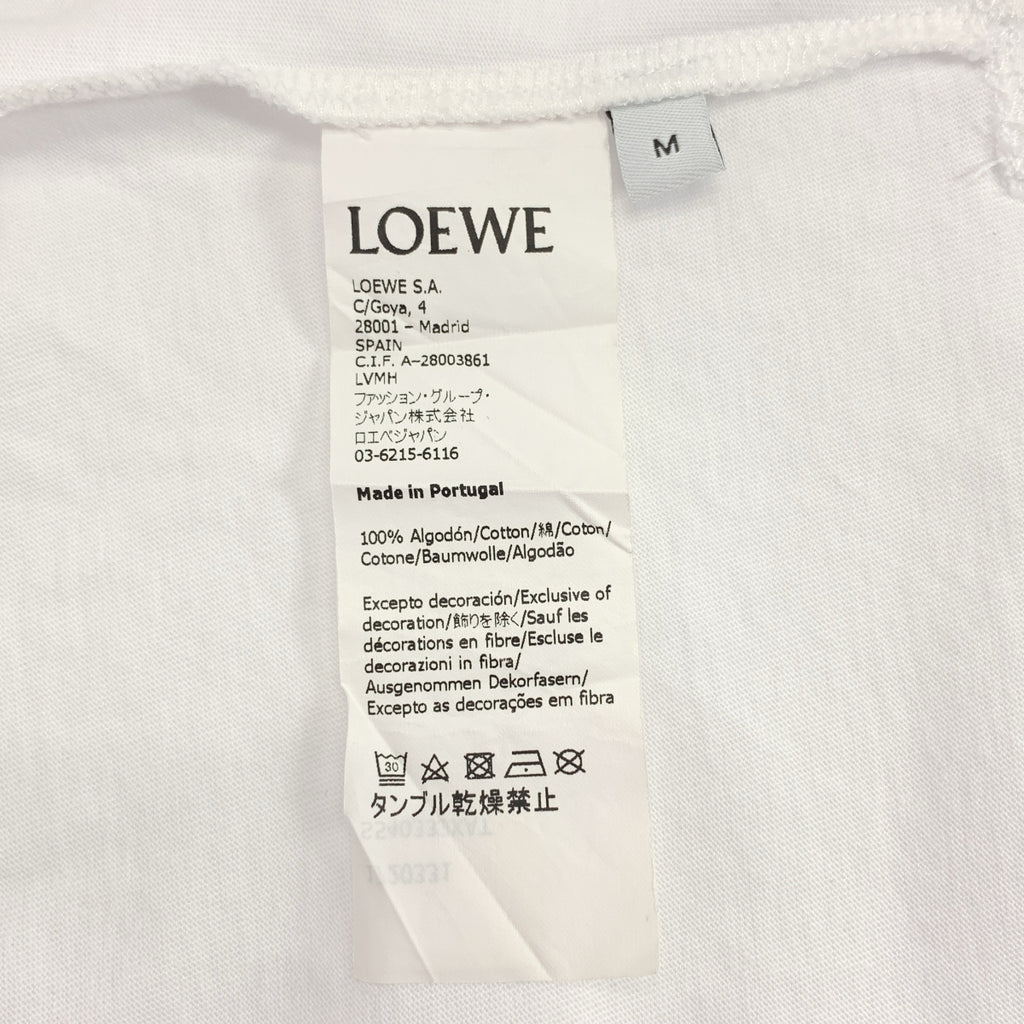 M
LOEWE
LOEWE S.A.
C/Goya, 4
28001 – Madrid
SPAIN
C.I.F. A–28003861
LVMH
ファッション・グループ・
ジャパン株式会社
ロエベジャパン
03-6215-6116
Made in Portugal
100% Algodón/Cotton/綿/Coton/
Cotone/Baumwolle/Algodão
Excepto decoración/Exclusive of
decoration/飾りを除く/Sauf les
décorations en fibre/Escluse le
decorazioni in fibra/
Ausgenommen Dekorfasern/
Excepto as decorações em fibra
30
タンブル乾燥禁止